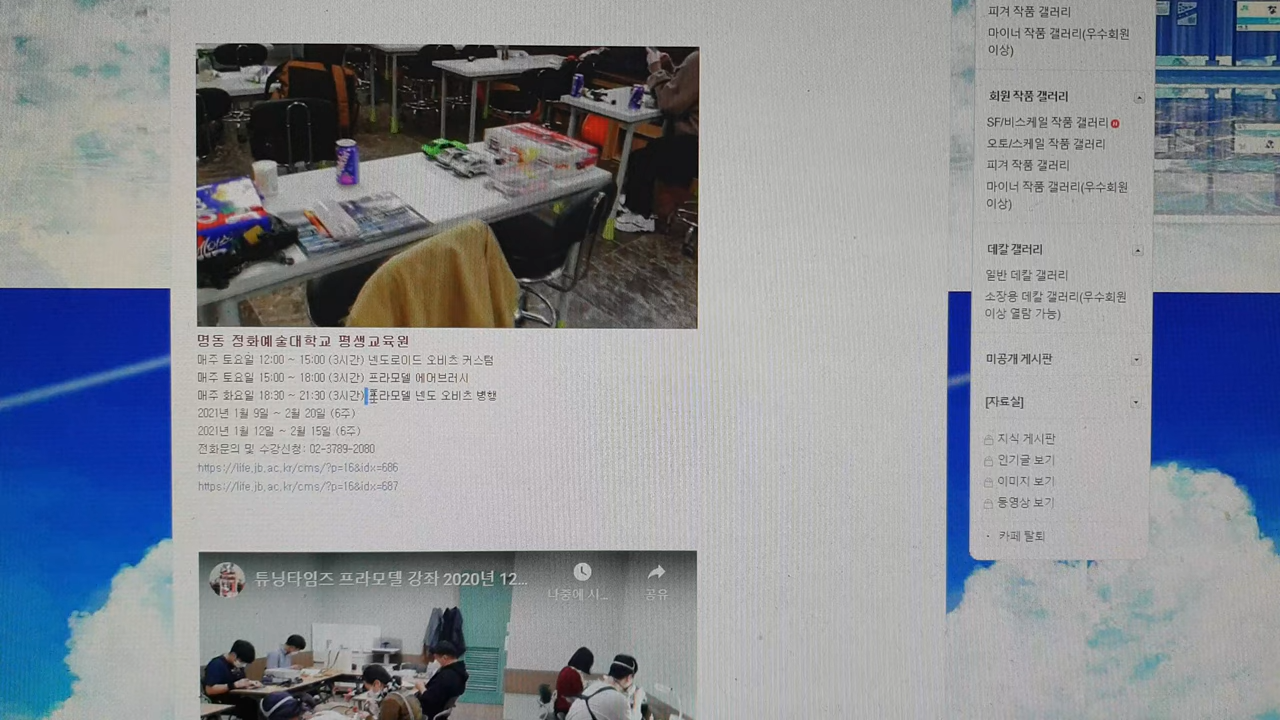 명동 정화예술대학교 평생교육원
매주 토요일 12:00 ~ 15:00 (3시간) 넨도로이드 오비츠 커스텀
매주 토요일 15:00 ~ 18:00 (3시간) 프라모델 에어브러시
매주 화요일 18:30 ~ 21:30 (3시간) 프라모델 넨도 오비츠 병행
2021년 1월 9일 ~ 2월 20일 (6주)
2021년 1월 12일 ~ 2월 15일 (6주)
전화문의 및 수강신청: 02-3789-2080
https://life.jb.ac.kr/cms/?p=16&idx=686
https://life.jb.ac.kr/cms/?p=16&idx=687
튜닝타임즈 프라모델 강좌 2020년 12...
나중에 시...
공유
피겨 작품 갤러리
마이너 작품 갤러리(우수회원
이상)
회원 작품 갤러리
SF/비스케일 작품 갤러리
오토/스케일 작품 갤러리
피겨 작품 갤러리
마이너 작품 갤러리(우수회원
이상)
데칼 갤러리
일반 데칼 갤러리
소장용 데칼 갤러리(우수회원
이상 열람 가능)
미공개 게시판
[자료실]
지식 게시판
인기글 보기
이미지 보기
동영상 보기
카페 탈퇴